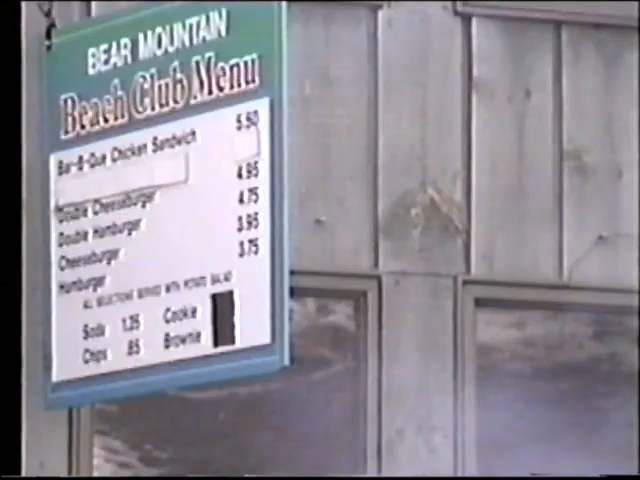 BEAR MOUNTAIN
Beach Club Menu
Bar-B-Que Chicken Sandwich 5.50
Double Cheeseburger 4.95
Double Hamburger 4.75
Cheeseburger 3.95
Hamburger 3.75
ALL SELECTIONS SERVED WITH POTATO SALAD
Soda 1.25 Cookie
Chips .85 Brownie